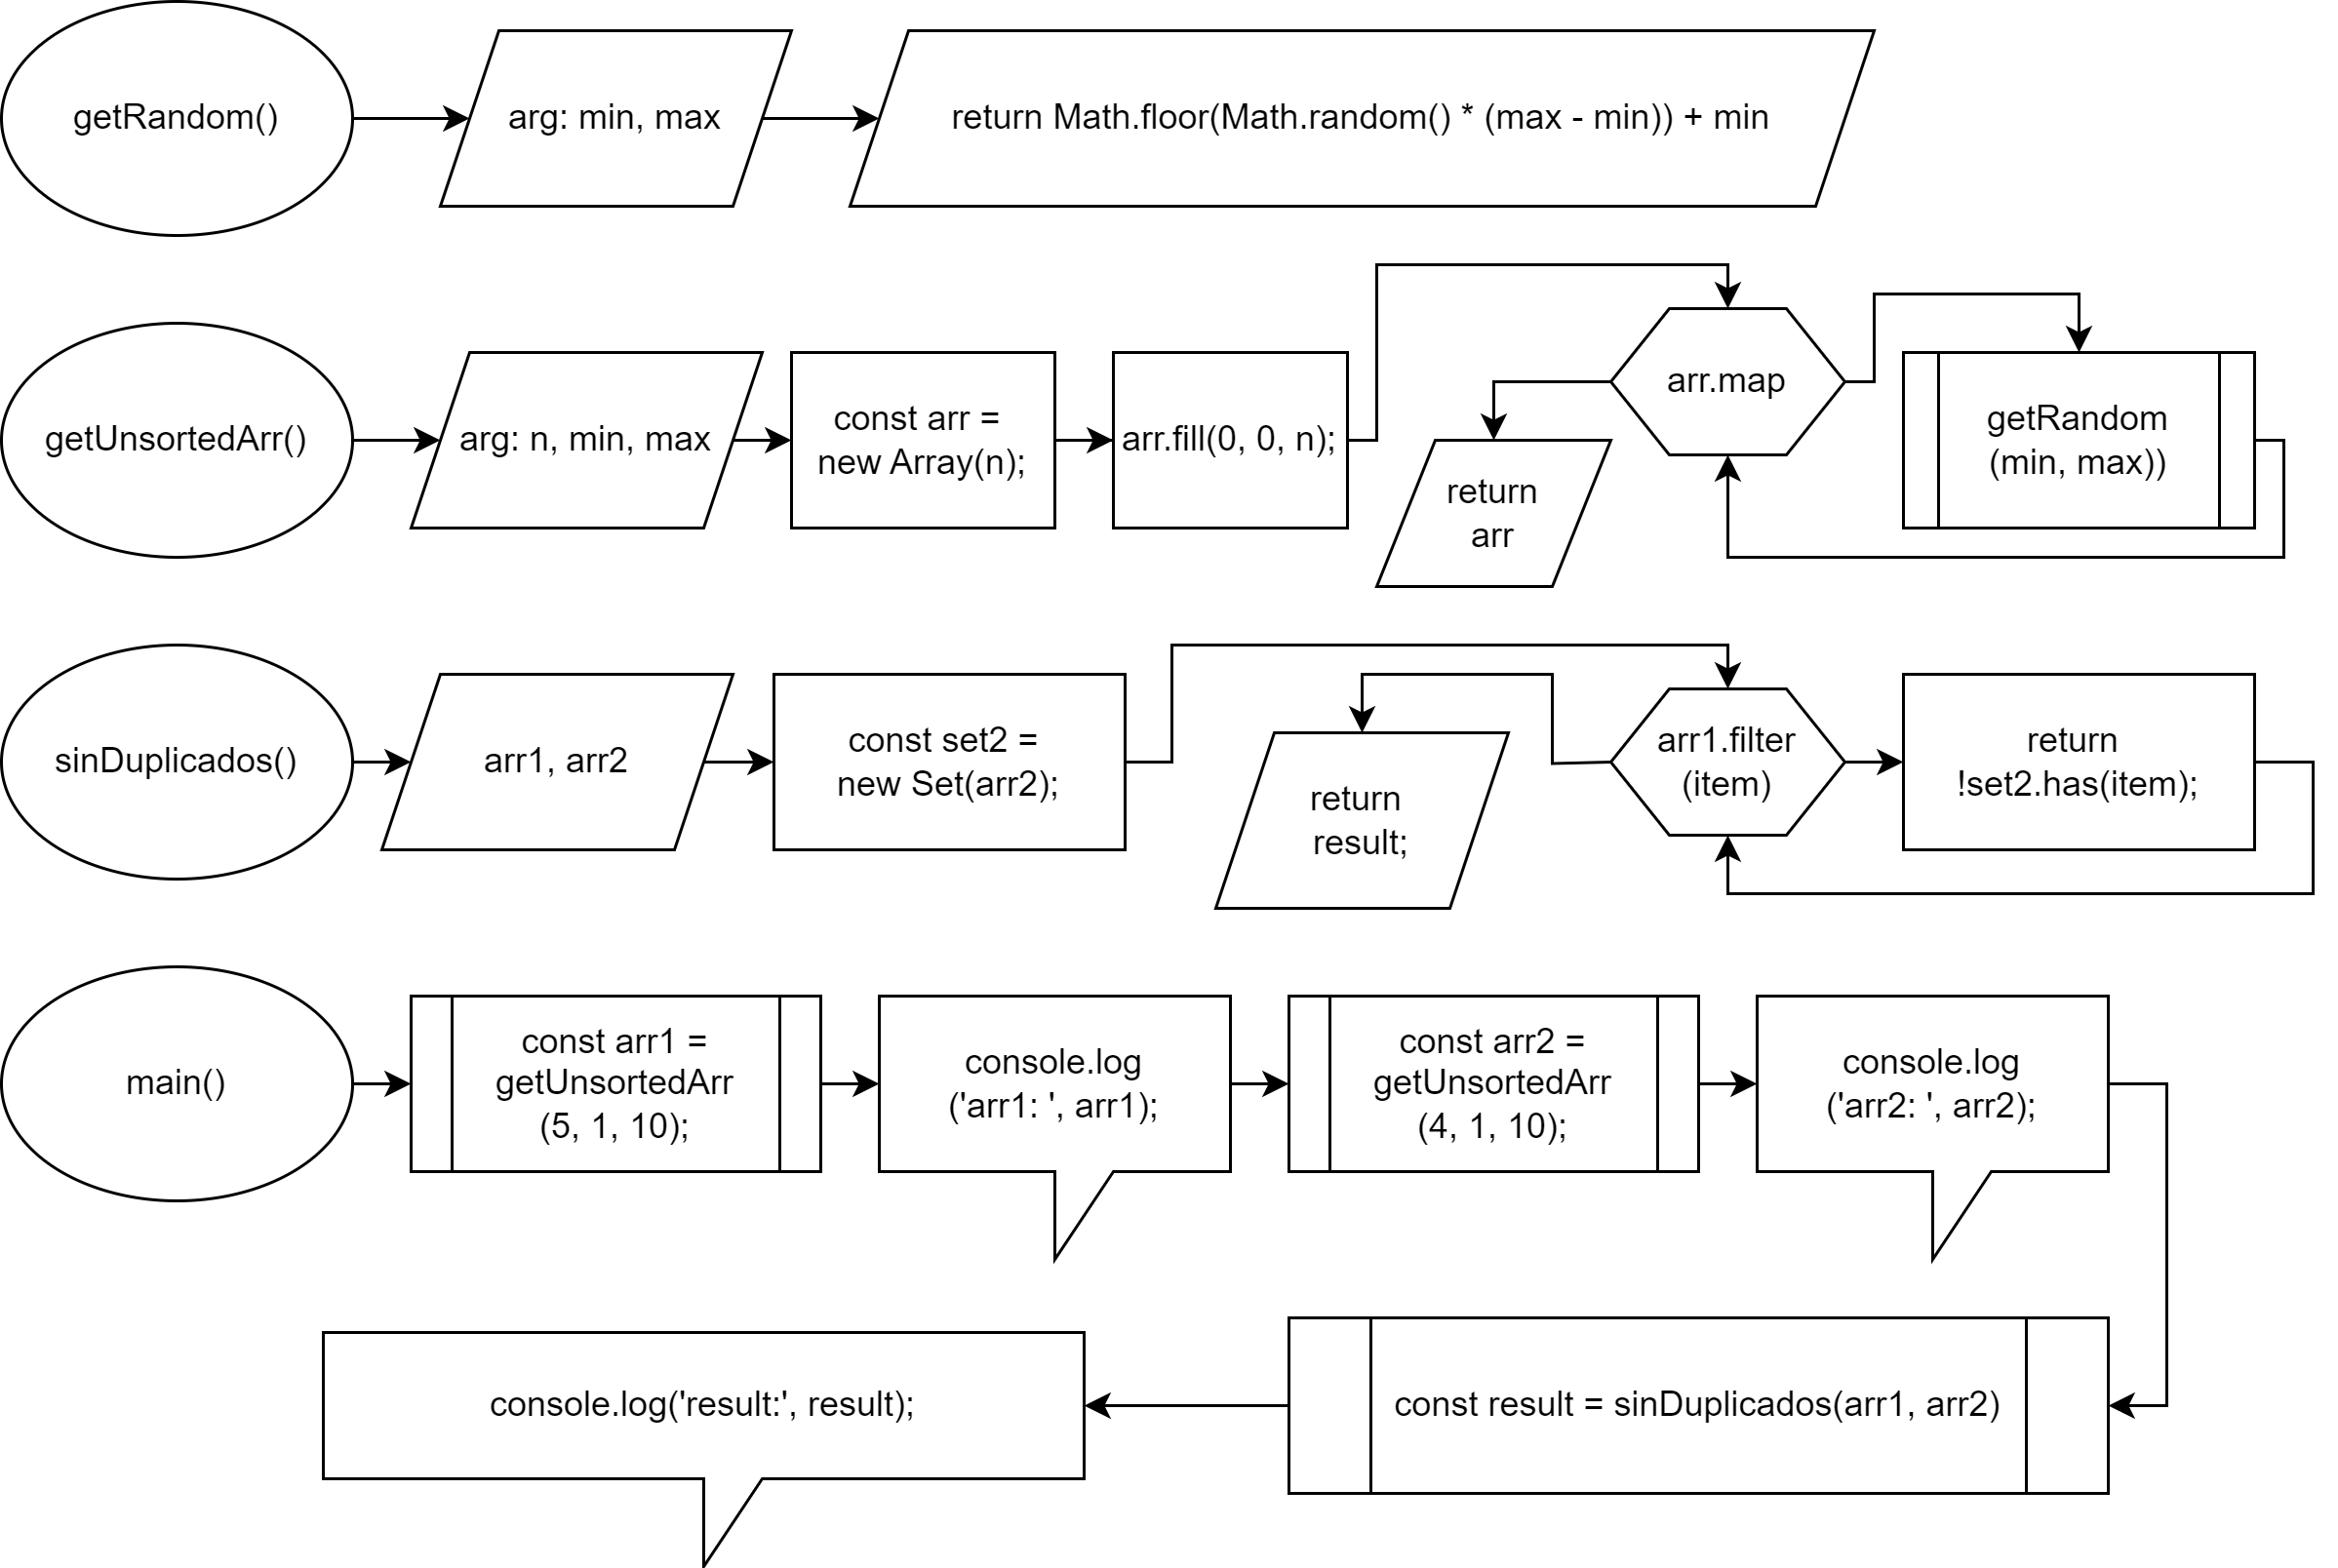 getRandom()
arg: min, max
return Math.floor(Math.random() * (max - min)) + min
getUnsortedArr()
arg: n, min, max
const arr =
new Array(n);
arr.fill(0, 0, n);
arr.map
getRandom
(min, max))
return
arr
sinDuplicados()
arr1, arr2
const set2 =
new Set(arr2);
arr1.filter
(item)
return
!set2.has(item);
return
result;
main()
const arr1 =
getUnsortedArr
(5, 1, 10);
console.log
('arr1: ', arr1);
const arr2 =
getUnsortedArr
(4, 1, 10);
console.log
('arr2: ', arr2);
const result = sinDuplicados(arr1, arr2)
console.log('result:', result);